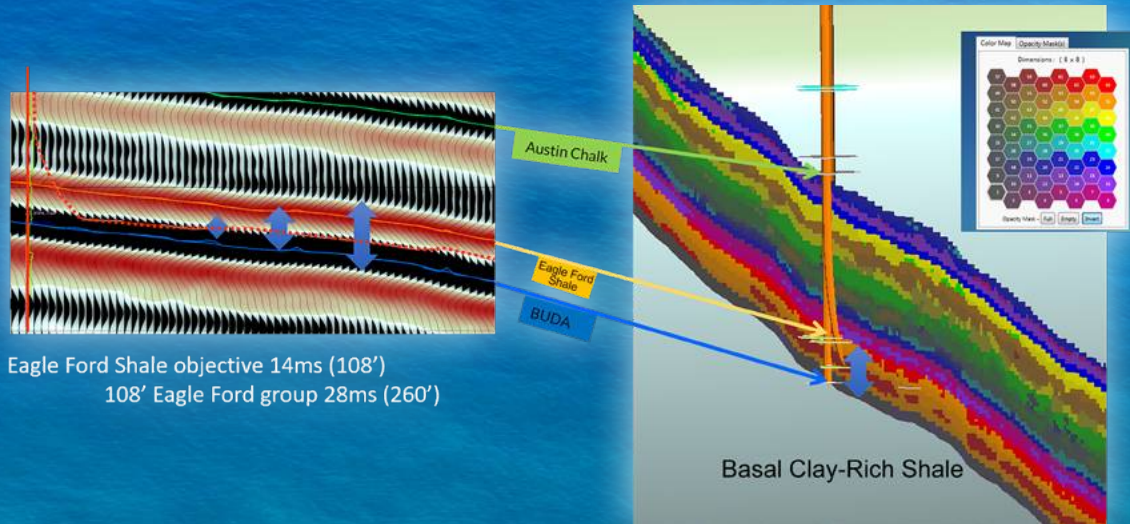 Color Map
Opacity Mask(s)
Dimensions: ( 8 x 8 )
Austin Chalk
Eagle Ford
Shale
BUDA
Opacity Mask -
Full
Empty
Invert
Eagle Ford Shale objective 14ms (108')
108' Eagle Ford group 28ms (260')
Basal Clay-Rich Shale